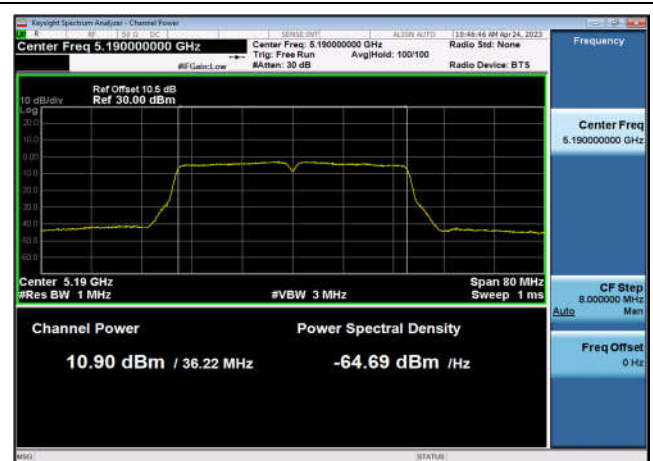 Keysight Spectrum Analyzer - Channel Power
R RF 50 Ω DC SENSE:INT ALIGN AUTO 10:46:46 AM Apr 24, 2023
Center Freq 5.190000000 GHz
Center Freq: 5.190000000 GHz
Radio Std: None
Trig: Free Run Avg|Hold: 100/100
#IFGain:Low #Atten: 30 dB
Radio Device: BTS
Frequency
Ref Offset 10.5 dB
10 dB/div Ref 30.00 dBm
Log
20.0
10.0
0.00
-10.0
-20.0
-30.0
-40.0
-50.0
-60.0
Center 5.19 GHz Span 80 MHz
#Res BW 1 MHz #VBW 3 MHz Sweep 1 ms
Channel Power Power Spectral Density
10.90 dBm / 36.22 MHz -64.69 dBm /Hz
Center Freq
5.190000000 GHz
CF Step
8.000000 MHz
Auto Man
Freq Offset
0 Hz
MSG STATUS